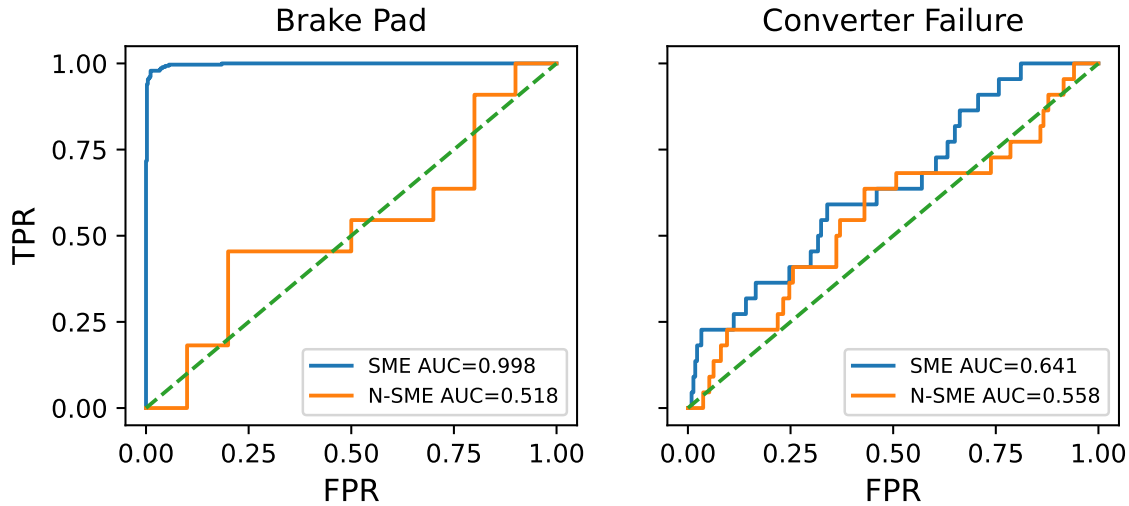 Brake Pad
TPR
1.00
0.75
0.50
0.25
0.00
SME AUC=0.998
N-SME AUC=0.518
0.00 0.25 0.50 0.75 1.00
FPR
Converter Failure
SME AUC=0.641
N-SME AUC=0.558
0.00 0.25 0.50 0.75 1.00
FPR